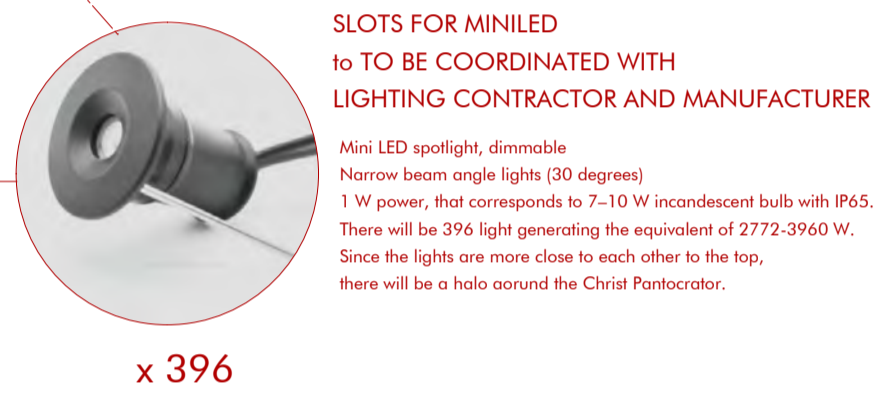 SLOTS FOR MINILED
to TO BE COORDINATED WITH
LIGHTING CONTRACTOR AND MANUFACTURER
Mini LED spotlight, dimmable
Narrow beam angle lights (30 degrees)
1 W power, that corresponds to 7–10 W incandescent bulb with IP65.
There will be 396 light generating the equivalent of 2772-3960 W.
Since the lights are more close to each other to the top,
there will be a halo aorund the Christ Pantocrator.
x 396